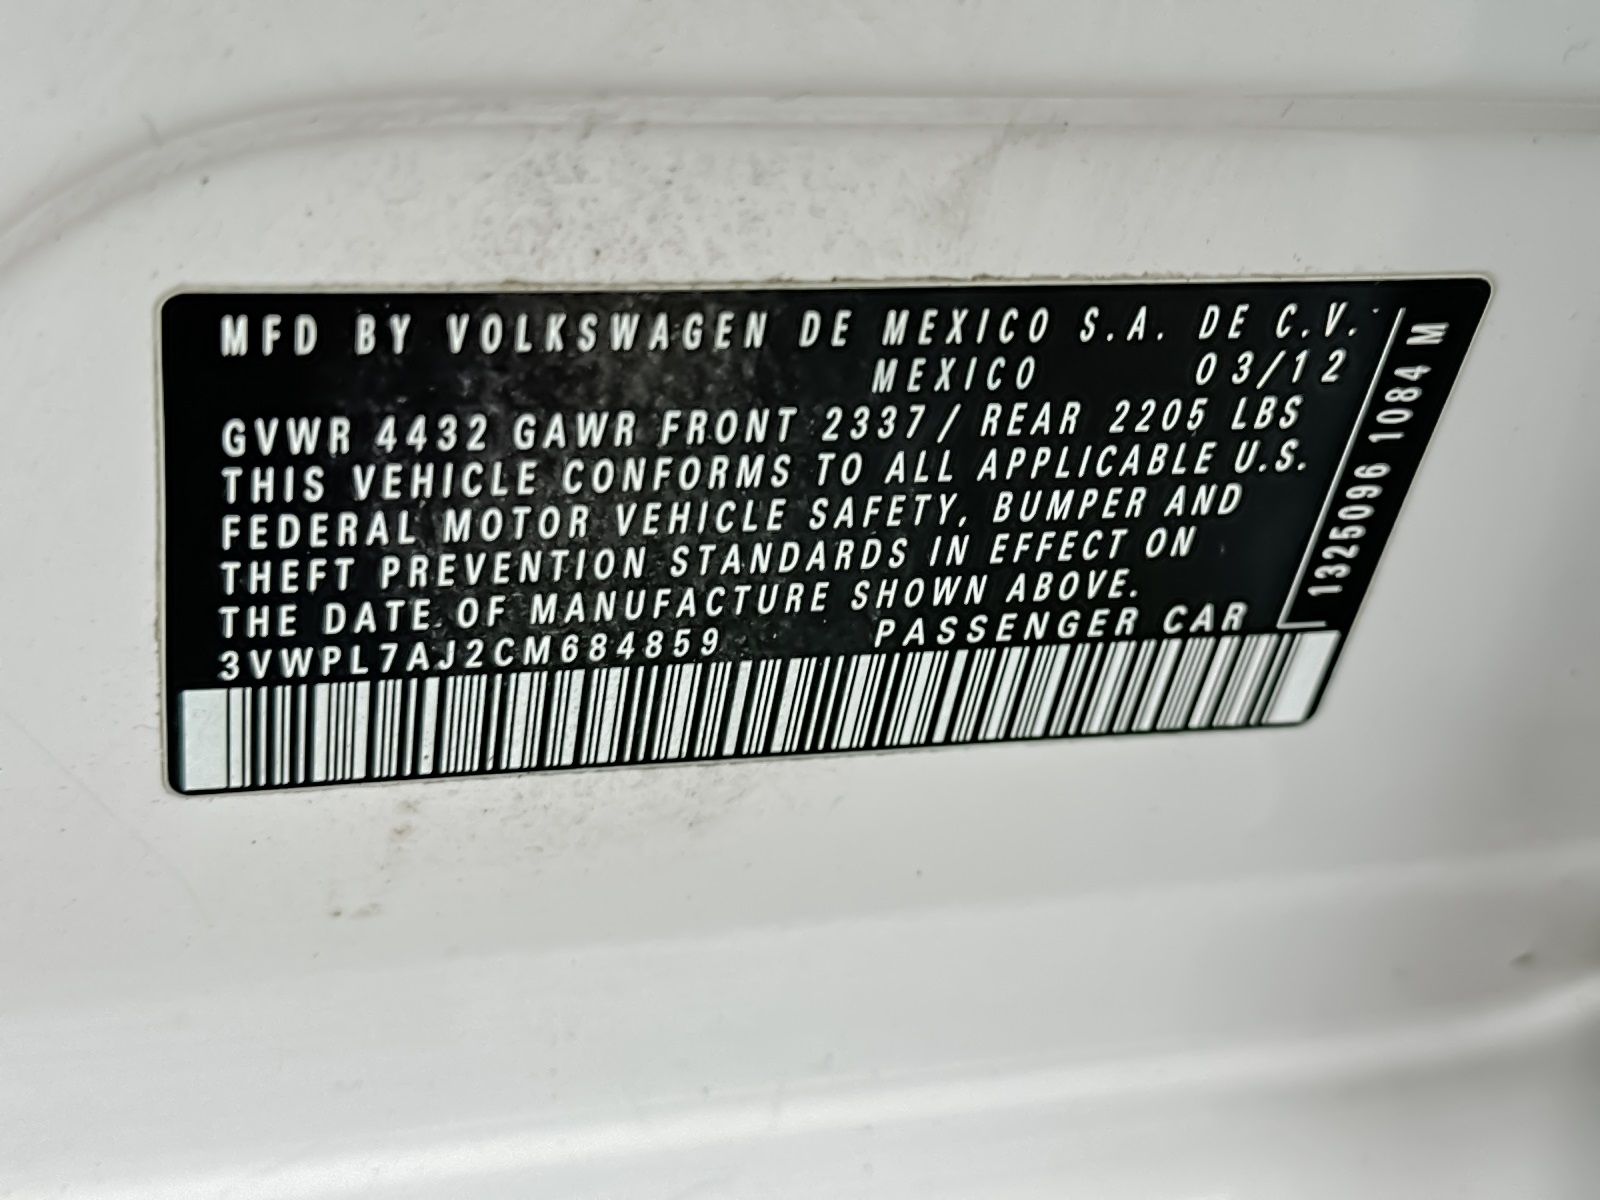 MFD BY VOLKSWAGEN DE MEXICO S.A. DE C.V.
MEXICO 03/12
GVWR 4432 GAWR FRONT 2337/ REAR 2205 LBS
THIS VEHICLE CONFORMS TO ALL APPLICABLE U.S.
FEDERAL MOTOR VEHICLE SAFETY, BUMPER AND
THEFT PREVENTION STANDARDS IN EFFECT ON
THE DATE OF MANUFACTURE SHOWN ABOVE.
3VWPL7AJ2CM684859 PASSENGER CAR
1325096 1084 M